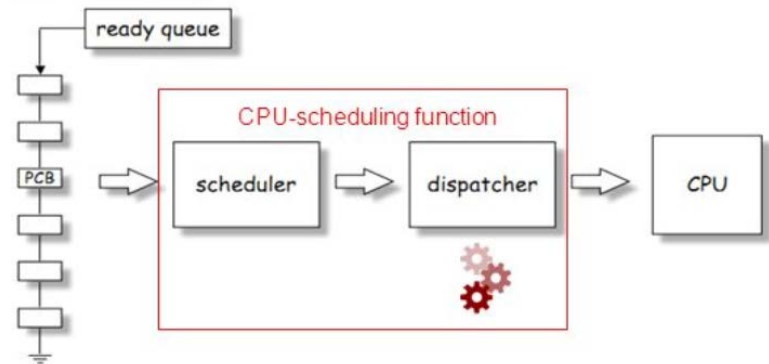 ready queue
CPU-scheduling function
PCB
scheduler
dispatcher
CPU